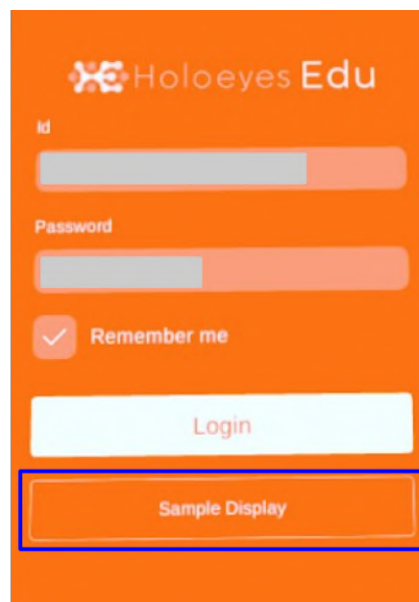 Holoeyes Edu
Id
Password
Remember me
Login
Sample Display